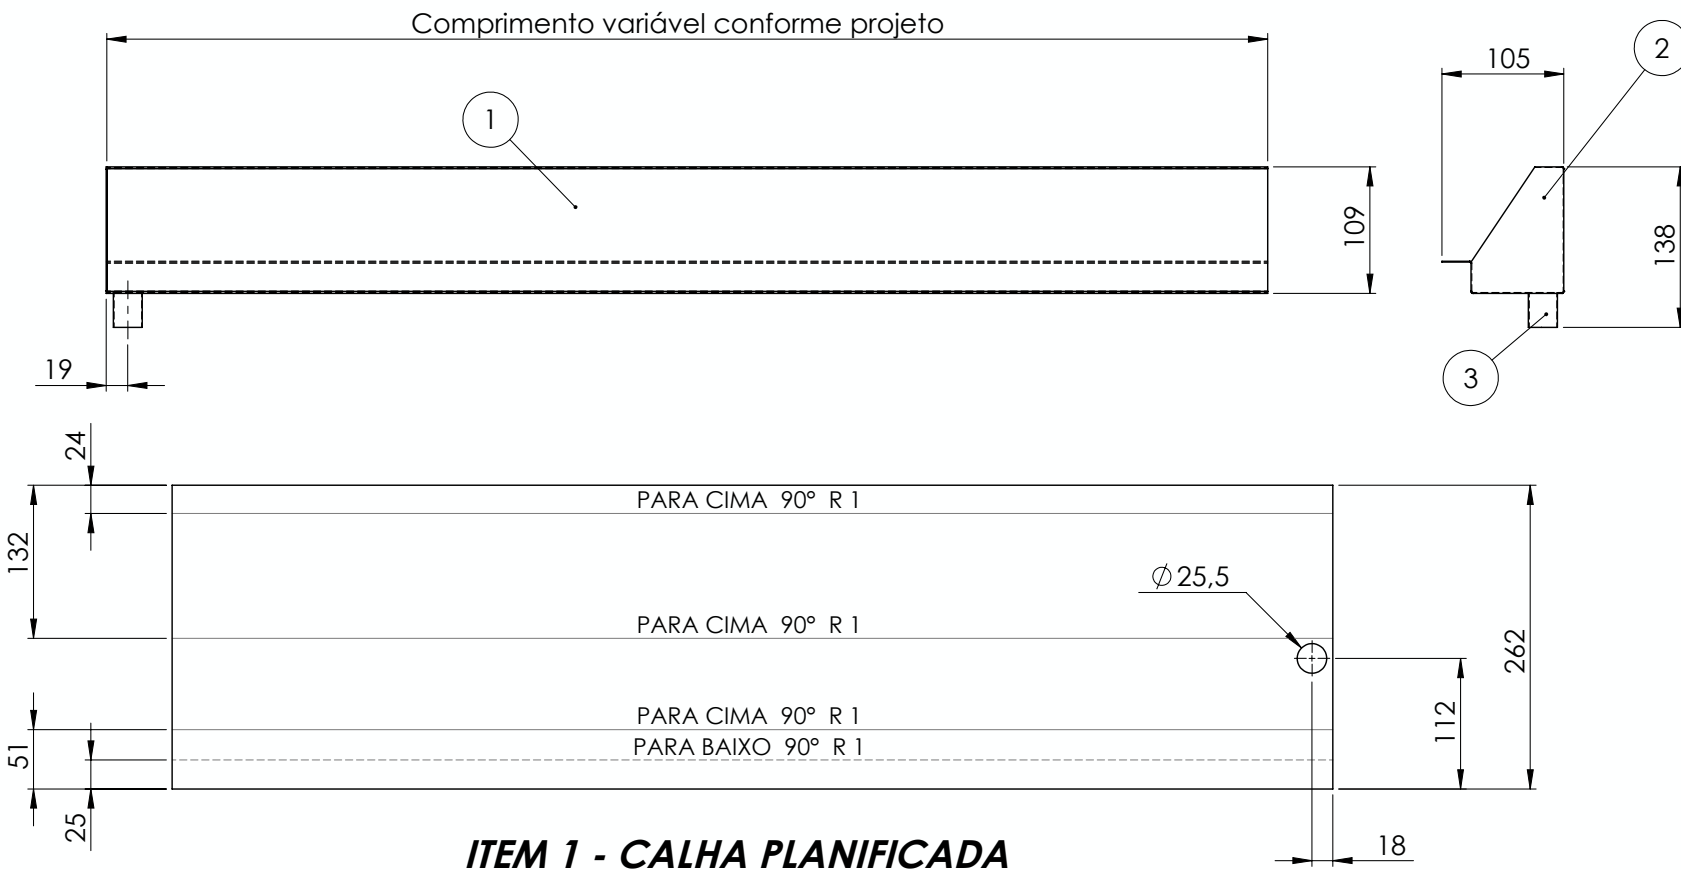 Comprimento variável conforme projeto
1
109
19
105
2
138
3
24
132
51
25
PARA CIMA 90° R 1
PARA CIMA 90° R 1
PARA CIMA 90° R 1
PARA BAIXO 90° R 1
Ø 25,5
262
112
18
ITEM 1 - CALHA PLANIFICADA